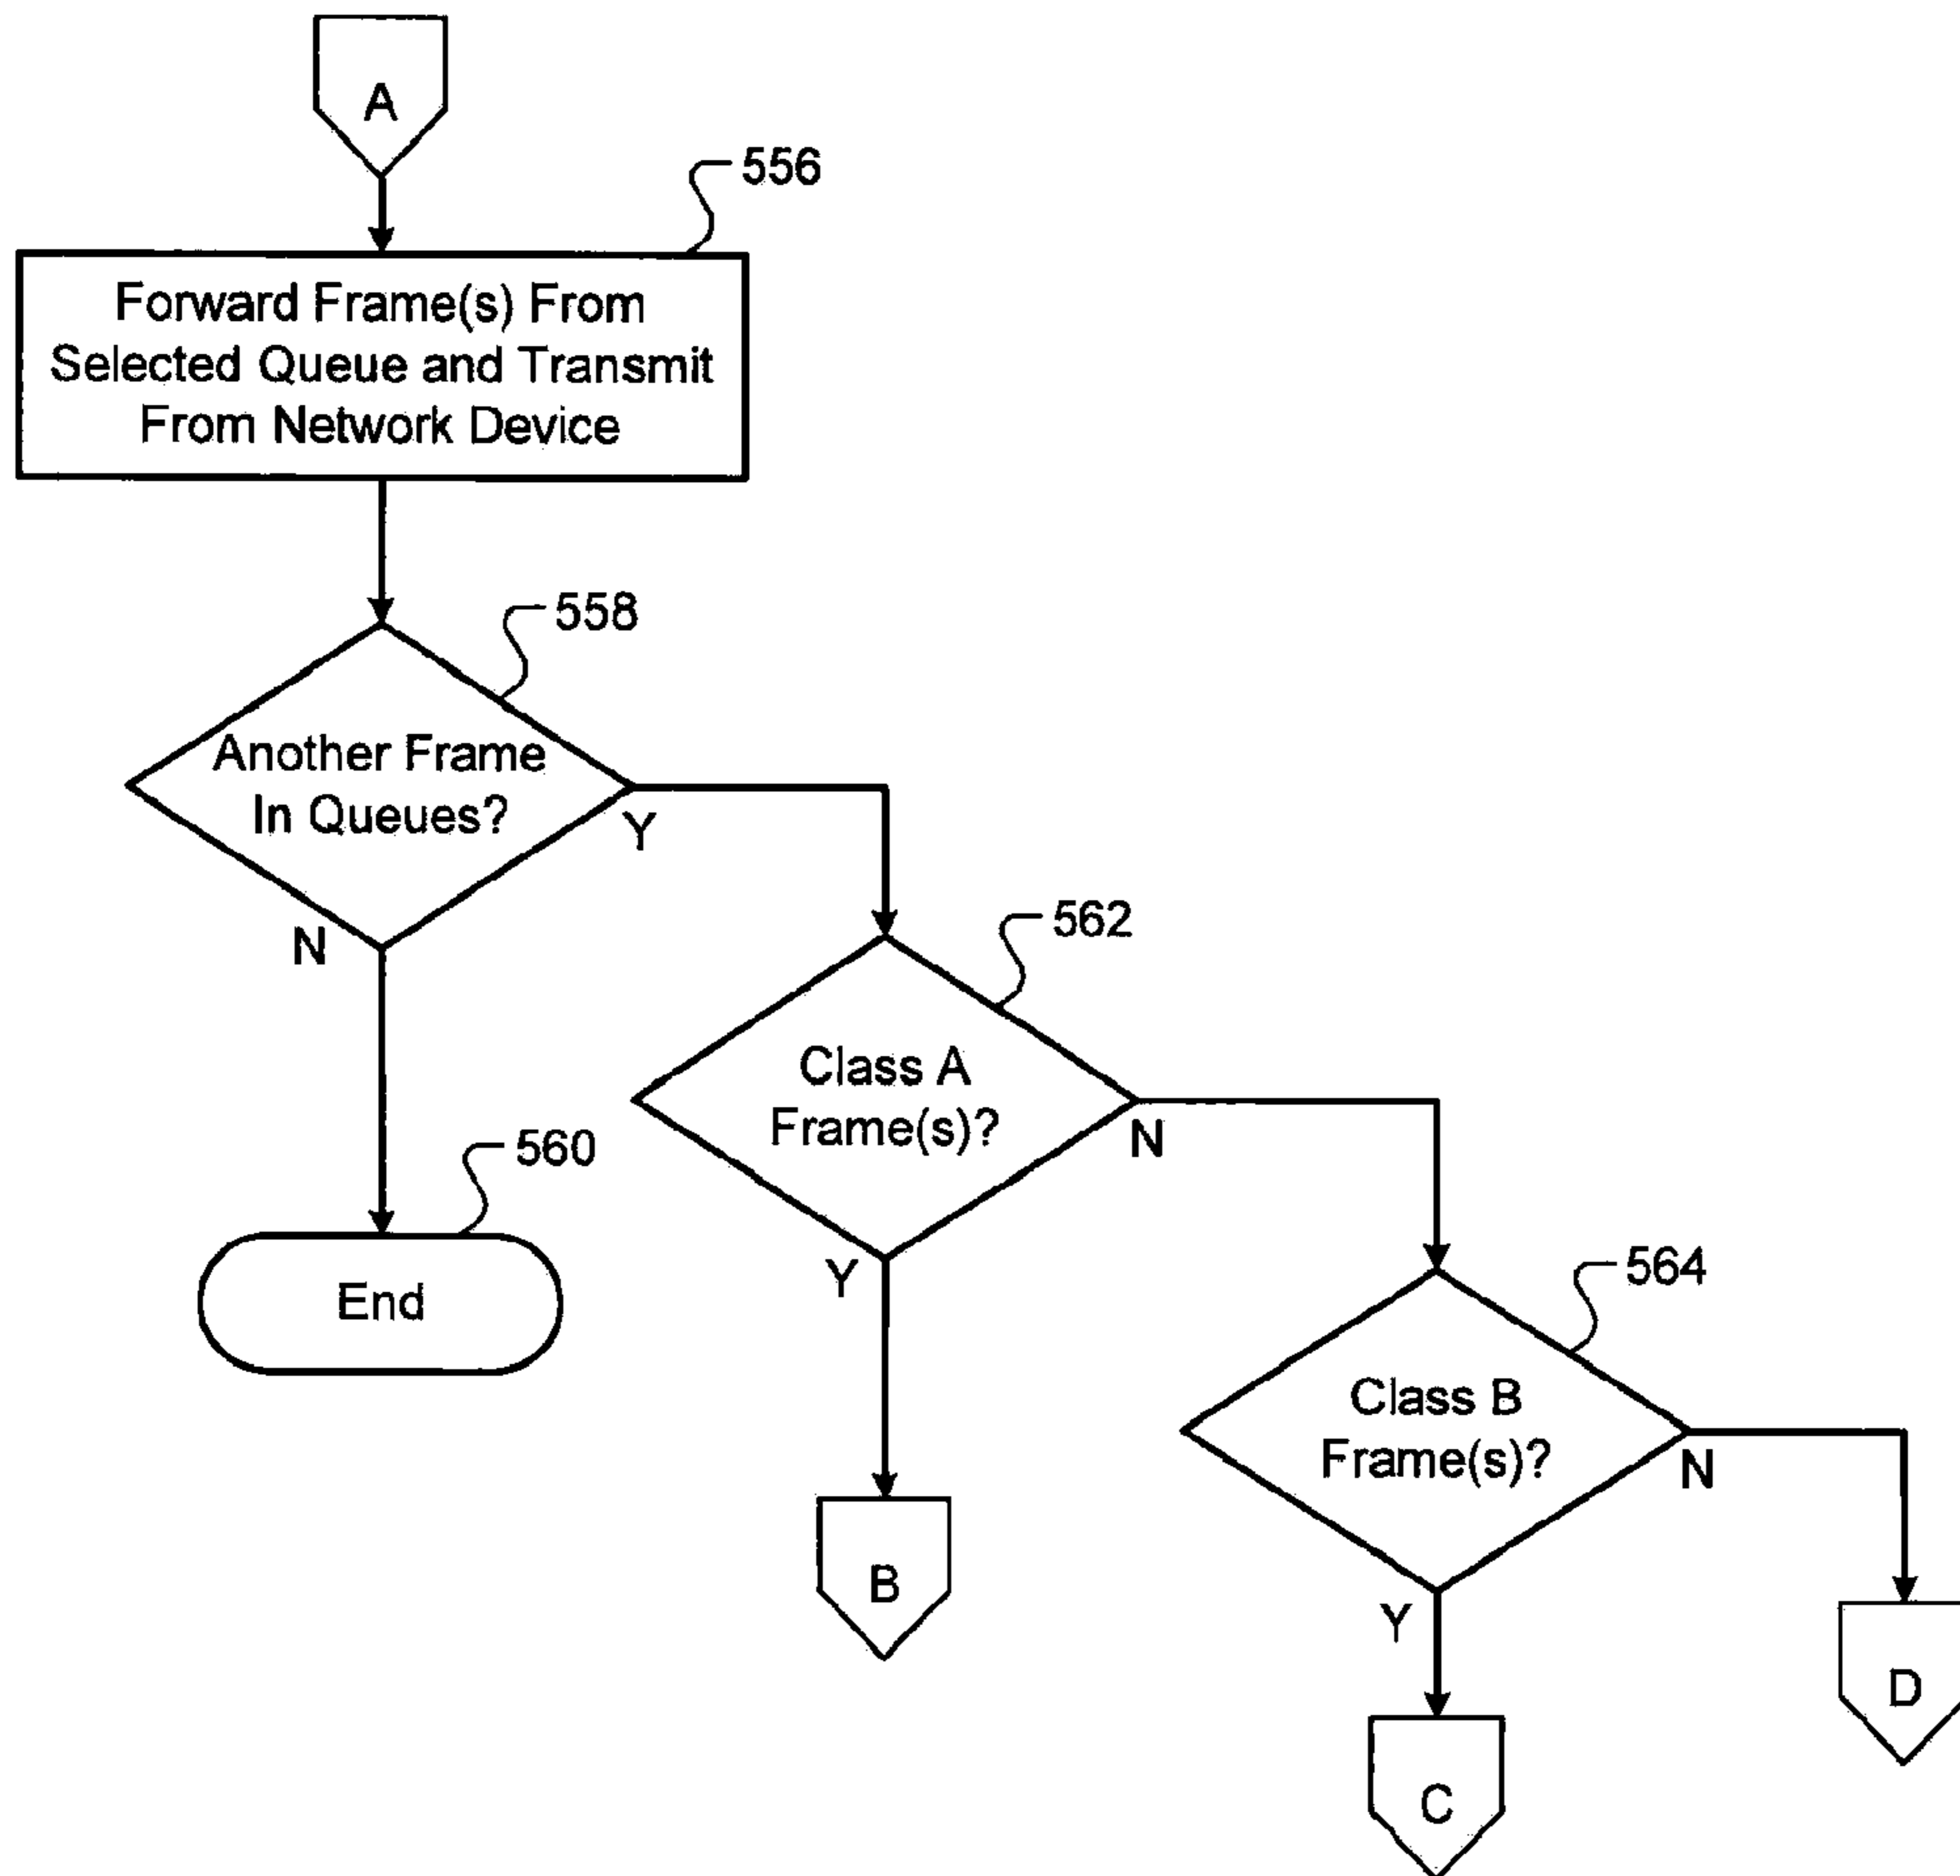 A
556
Forward Frame(s) From
Selected Queue and Transmit
From Network Device
558
Another Frame
In Queues?
Y
N
562
Class A
Frame(s)?
N
Y
560
End
564
Class B
Frame(s)?
N
Y
B
D
C